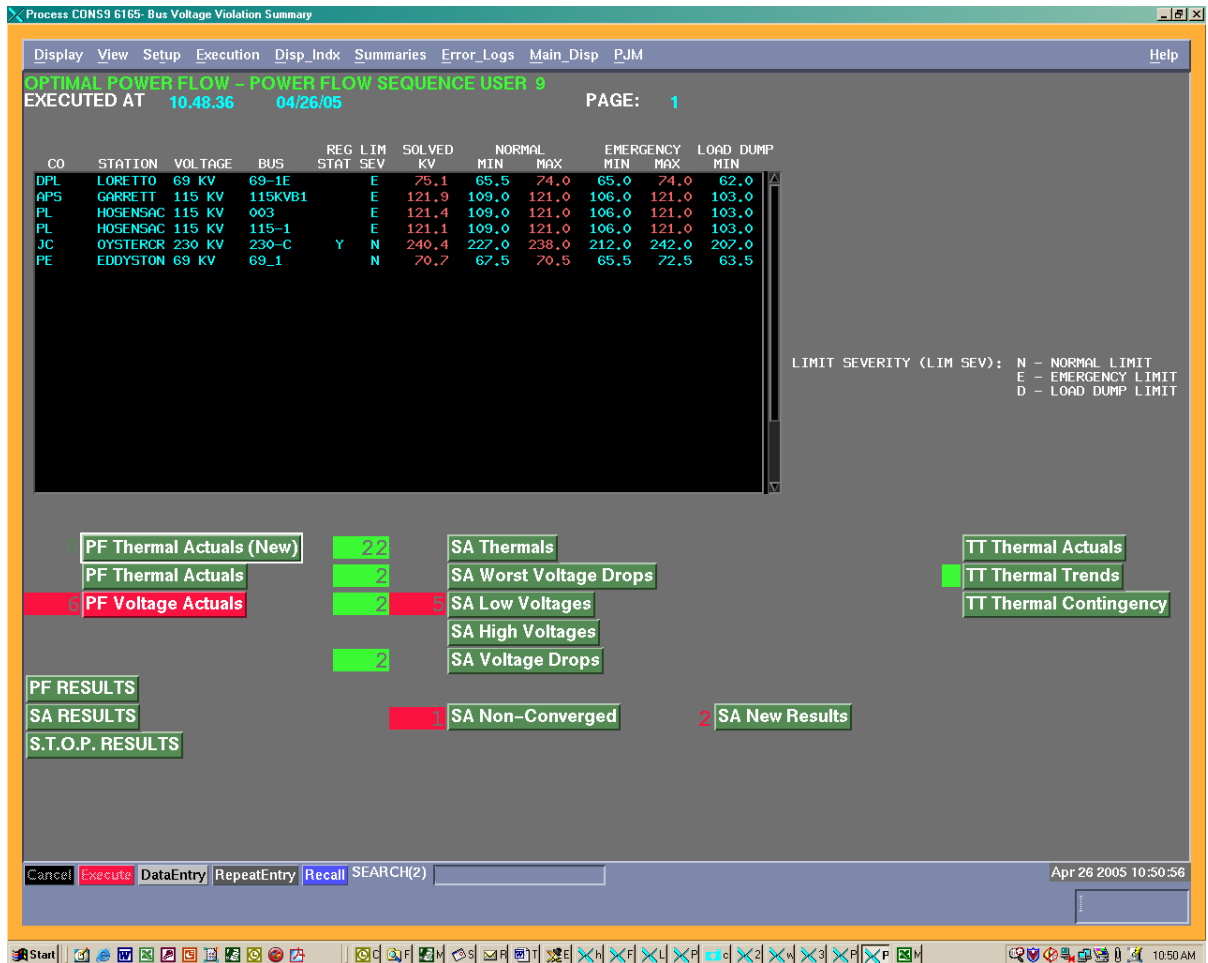 Process CONS9 6165- Bus Voltage Violation Summary
Display View Setup Execution Disp_Indx Summaries Error_Logs Main_Disp PJM Help
OPTIMAL POWER FLOW – POWER FLOW SEQUENCE USER 9
EXECUTED AT 10.48.36 04/26/05 PAGE: 1
REG LIM SOLVED NORMAL EMERGENCY LOAD DUMP
CO STATION VOLTAGE BUS STAT SEV KV MIN MAX MIN MAX MIN
DPL LORETTO 69 KV 69-1E E 75.1 65.5 74.0 65.0 74.0 62.0
APS GARRETT 115 KV 115KVB1 E 121.9 109.0 121.0 106.0 121.0 103.0
PL HOSENSAC 115 KV 003 E 121.4 109.0 121.0 106.0 121.0 103.0
PL HOSENSAC 115 KV 115-1 E 121.1 109.0 121.0 106.0 121.0 103.0
JC OYSTERCR 230 KV 230-C Y N 240.4 227.0 238.0 212.0 242.0 207.0
PE EDDYSTON 69 KV 69_1 N 70.7 67.5 70.5 65.5 72.5 63.5
LIMIT SEVERITY (LIM SEV): N – NORMAL LIMIT
E – EMERGENCY LIMIT
D – LOAD DUMP LIMIT
PF Thermal Actuals (New) 22 SA Thermals TT Thermal Actuals
PF Thermal Actuals 2 SA Worst Voltage Drops TT Thermal Trends
6 PF Voltage Actuals 2 5 SA Low Voltages TT Thermal Contingency
SA High Voltages
2 SA Voltage Drops
PF RESULTS
SA RESULTS 1 SA Non–Converged 2 SA New Results
S.T.O.P. RESULTS
Cancel Execute DataEntry RepeatEntry Recall SEARCH(2) Apr 26 2005 10:50:56
Start C F M S R T E h F L P c 2 w 3 P P M 10:50 AM